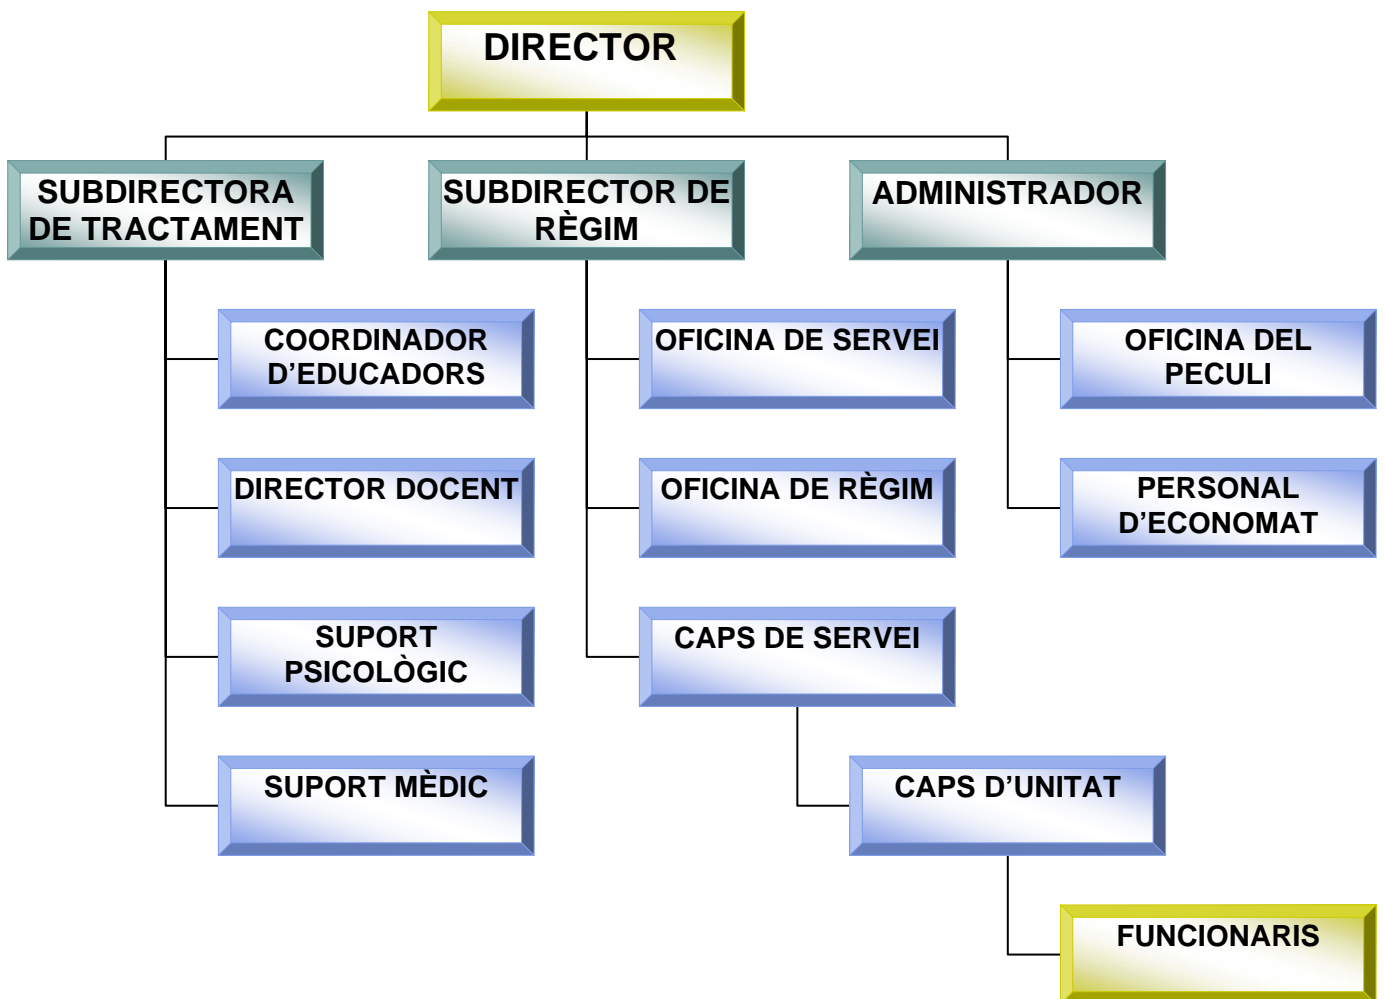 DIRECTOR
SUBDIRECTORA
DE TRACTAMENT
SUBDIRECTOR DE
RÈGIM
ADMINISTRADOR
COORDINADOR
D’EDUCADORS
OFICINA DE SERVEI
OFICINA DEL
PECULI
DIRECTOR DOCENT
OFICINA DE RÈGIM
PERSONAL
D’ECONOMAT
SUPORT
PSICOLÒGIC
CAPS DE SERVEI
SUPORT MÈDIC
CAPS D’UNITAT
FUNCIONARIS